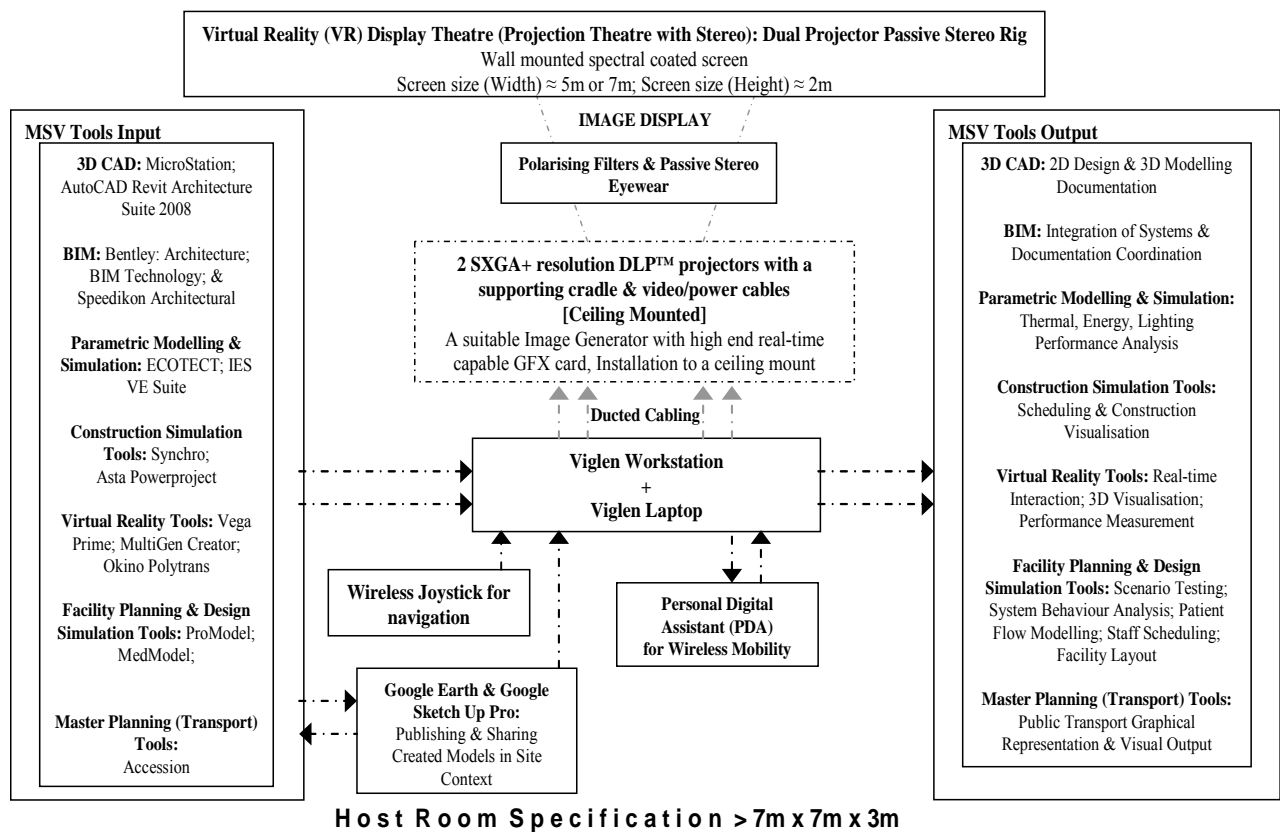 Virtual Reality (VR) Display Theatre (Projection Theatre with Stereo): Dual Projector Passive Stereo Rig
Wall mounted spectral coated screen
Screen size (Width) ≈ 5m or 7m; Screen size (Height) ≈ 2m
IMAGE DISPLAY
Polarising Filters & Passive Stereo
Eyewear
2 SXGA+ resolution DLP™ projectors with a
supporting cradle & video/power cables
[Ceiling Mounted]
A suitable Image Generator with high end real-time
capable GFX card, Installation to a ceiling mount
Ducted Cabling
Viglen Workstation
+
Viglen Laptop
Wireless Joystick for
navigation
Personal Digital
Assistant (PDA)
for Wireless Mobility
Google Earth & Google
Sketch Up Pro:
Publishing & Sharing
Created Models in Site
Context
MSV Tools Input
3D CAD: MicroStation;
AutoCAD Revit Architecture
Suite 2008
BIM: Bentley: Architecture;
BIM Technology; &
Speedikon Architectural
Parametric Modelling &
Simulation: ECOTECT; IES
VE Suite
Construction Simulation
Tools: Synchro;
Asta Powerproject
Virtual Reality Tools: Vega
Prime; MultiGen Creator;
Okino Polytrans
Facility Planning & Design
Simulation Tools: ProModel;
MedModel;
Master Planning (Transport)
Tools:
Accession
MSV Tools Output
3D CAD: 2D Design & 3D Modelling
Documentation
BIM: Integration of Systems &
Documentation Coordination
Parametric Modelling & Simulation:
Thermal, Energy, Lighting
Performance Analysis
Construction Simulation Tools:
Scheduling & Construction
Visualisation
Virtual Reality Tools: Real-time
Interaction; 3D Visualisation;
Performance Measurement
Facility Planning & Design
Simulation Tools: Scenario Testing;
System Behaviour Analysis; Patient
Flow Modelling; Staff Scheduling;
Facility Layout
Master Planning (Transport) Tools:
Public Transport Graphical
Representation & Visual Output
Host Room Specification > 7m x 7m x 3m